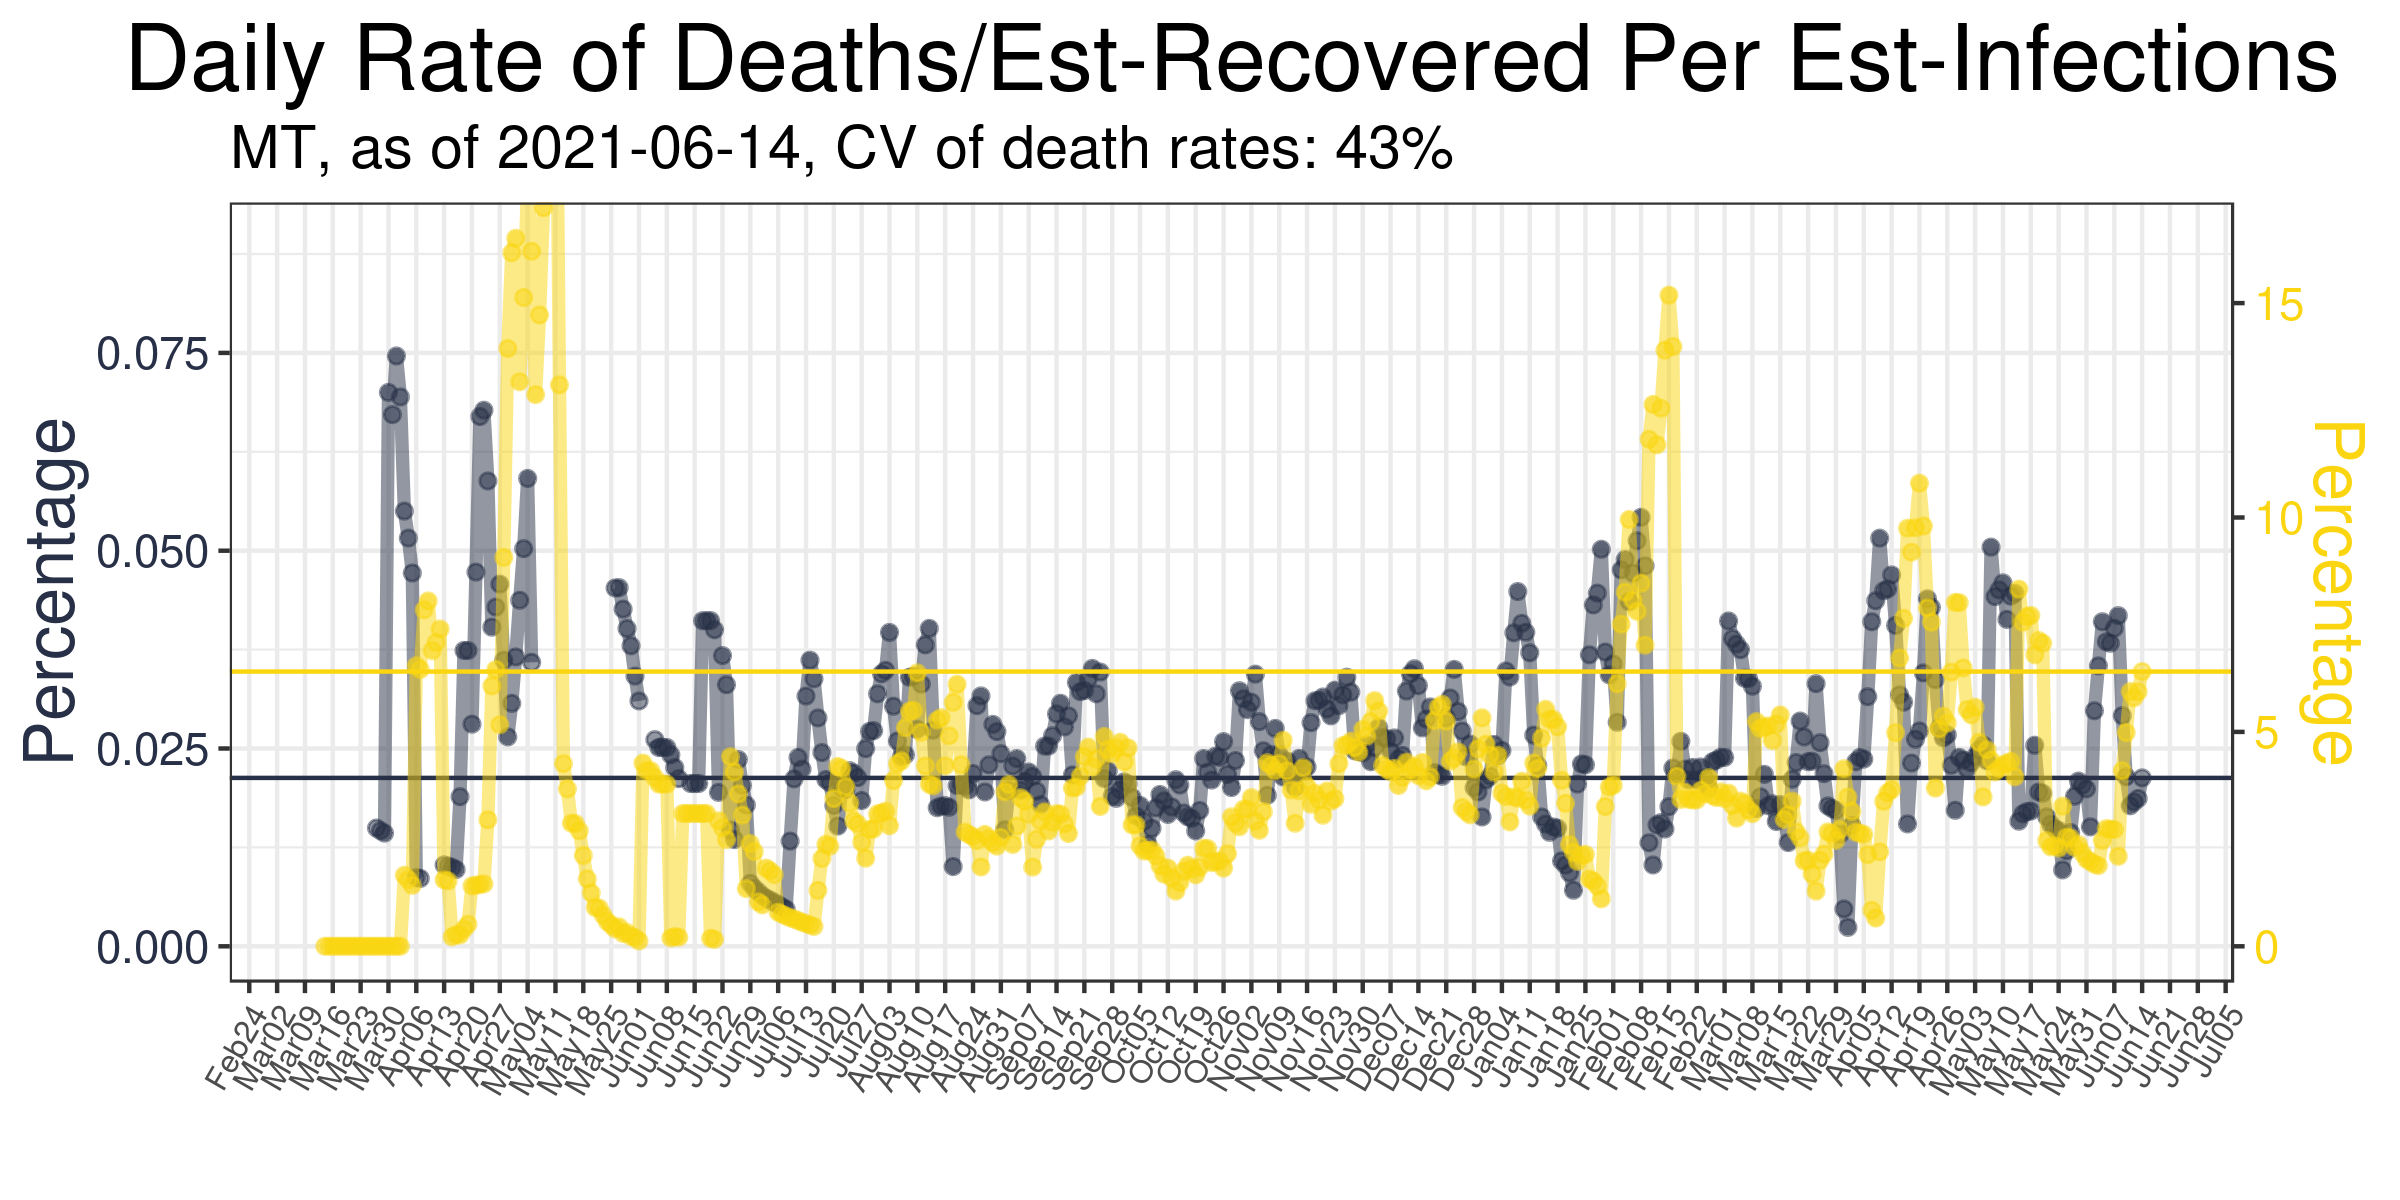 Daily Rate of Deaths/Est-Recovered Per Est-Infections
MT, as of 2021-06-14, CV of death rates: 43%
Percentage
0.075
0.050
0.025
0.000
15
10
5
0
Percentage
Feb24
Mar02
Mar09
Mar16
Mar23
Mar30
Apr06
Apr13
Apr20
Apr27
May04
May11
May18
May25
Jun01
Jun08
Jun15
Jun22
Jun29
Jul06
Jul13
Jul20
Jul27
Aug03
Aug10
Aug17
Aug24
Aug31
Sep07
Sep14
Sep21
Sep28
Oct05
Oct12
Oct19
Oct26
Nov02
Nov09
Nov16
Nov23
Nov30
Dec07
Dec14
Dec21
Dec28
Jan04
Jan11
Jan18
Jan25
Feb01
Feb08
Feb15
Feb22
Mar01
Mar08
Mar15
Mar22
Mar29
Apr05
Apr12
Apr19
Apr26
May03
May10
May17
May24
May31
Jun07
Jun14
Jun21
Jun28
Jul05